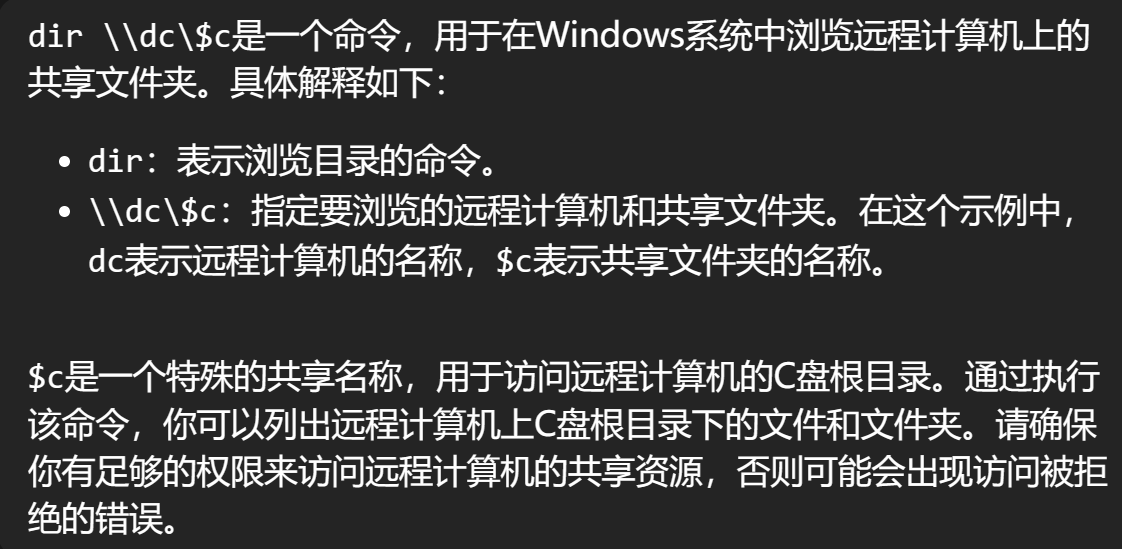 dir \\dc\$c是一个命令，用于在Windows系统中浏览远程计算机上的
共享文件夹。具体解释如下：
• dir：表示浏览目录的命令。
• \\dc\$c：指定要浏览的远程计算机和共享文件夹。在这个示例中，
dc表示远程计算机的名称，$c表示共享文件夹的名称。
$c是一个特殊的共享名称，用于访问远程计算机的C盘根目录。通过执行
该命令，你可以列出远程计算机上C盘根目录下的文件和文件夹。请确保
你有足够的权限来访问远程计算机的共享资源，否则可能会出现访问被拒
绝的错误。